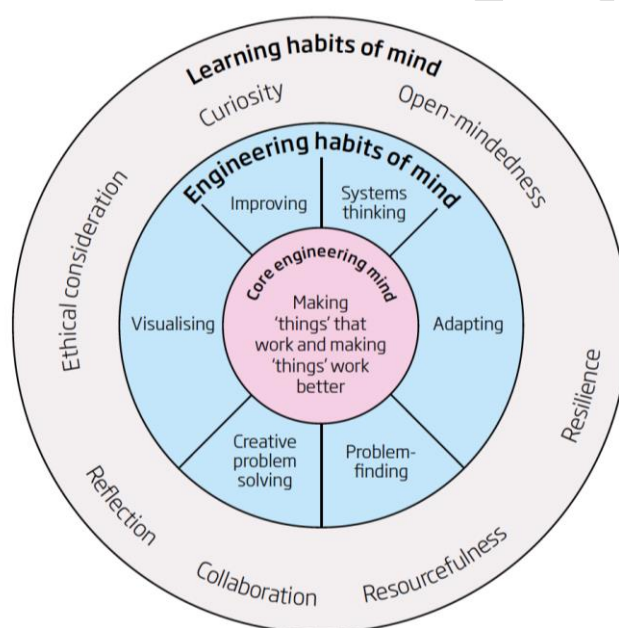 Learning habits of mind
Curiosity
Open-mindedness
Resilience
Resourcefulness
Collaboration
Reflection
Ethical consideration
Engineering habits of mind
Improving
Systems
thinking
Adapting
Problem-
finding
Creative
problem
solving
Visualising
Core engineering mind
Making
‘things’ that
work and making
‘things’ work
better